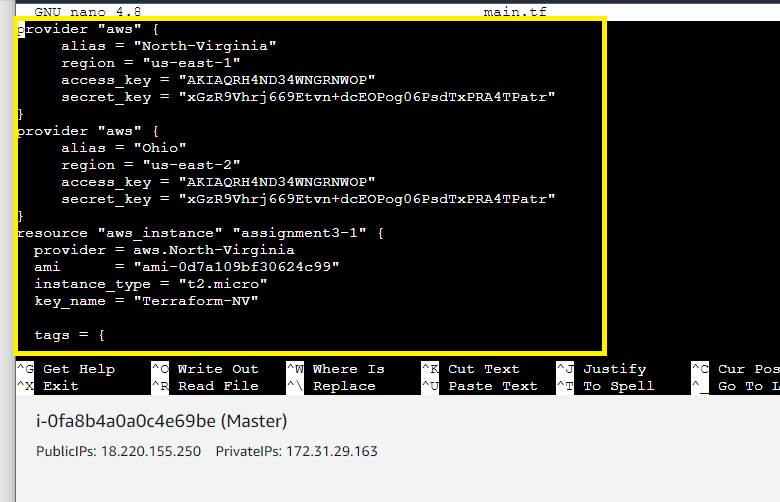 GNU nano 4.8 main.tf
provider "aws" {
alias = "North-Virginia"
region = "us-east-1"
access_key = "AKIAQRH4ND34WNGRNWOP"
secret_key = "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"
}
provider "aws" {
alias = "Ohio"
region = "us-east-2"
access_key = "AKIAQRH4ND34WNGRNWOP"
secret_key = "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"
}
resource "aws_instance" "assignment3-1" {
provider = aws.North-Virginia
ami = "ami-0d7a109bf30624c99"
instance_type = "t2.micro"
key_name = "Terraform-NV"
tags = {
^G Get Help ^O Write Out ^W Where Is ^K Cut Text ^J Justify ^C Cur Pos
^X Exit ^R Read File ^\ Replace ^U Paste Text ^T To Spell ^_ Go To L
i-0fa8b4a0a0c4e69be (Master)
PublicIPs: 18.220.155.250 PrivateIPs: 172.31.29.163